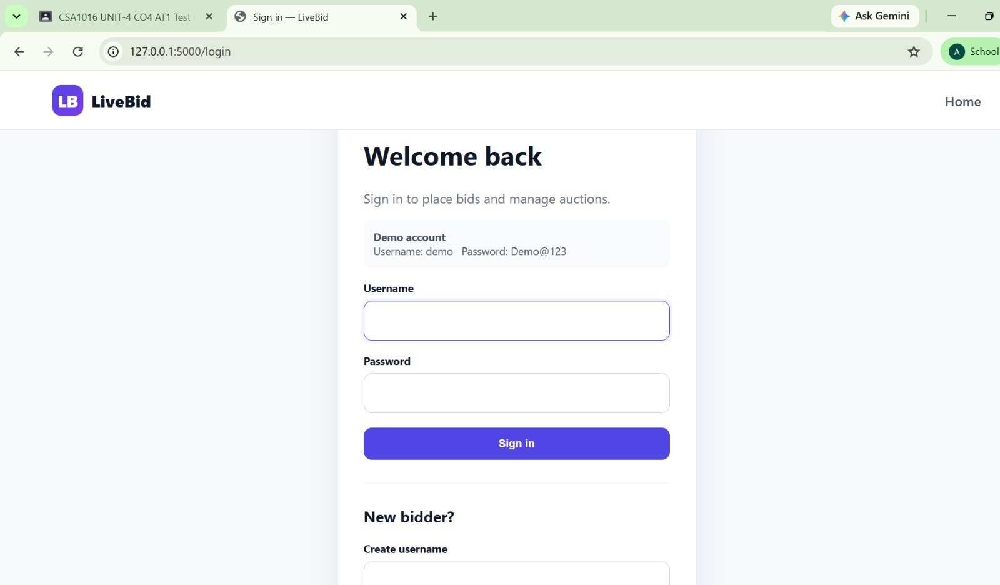 CSA1016 UNIT-4 CO4 AT1 Test
Sign in — LiveBid
Ask Gemini
127.0.0.1:5000/login
A
School
LB
LiveBid
Home
Welcome back
Sign in to place bids and manage auctions.
Demo account
Username: demo Password: Demo@123
Username
Password
Sign in
New bidder?
Create username